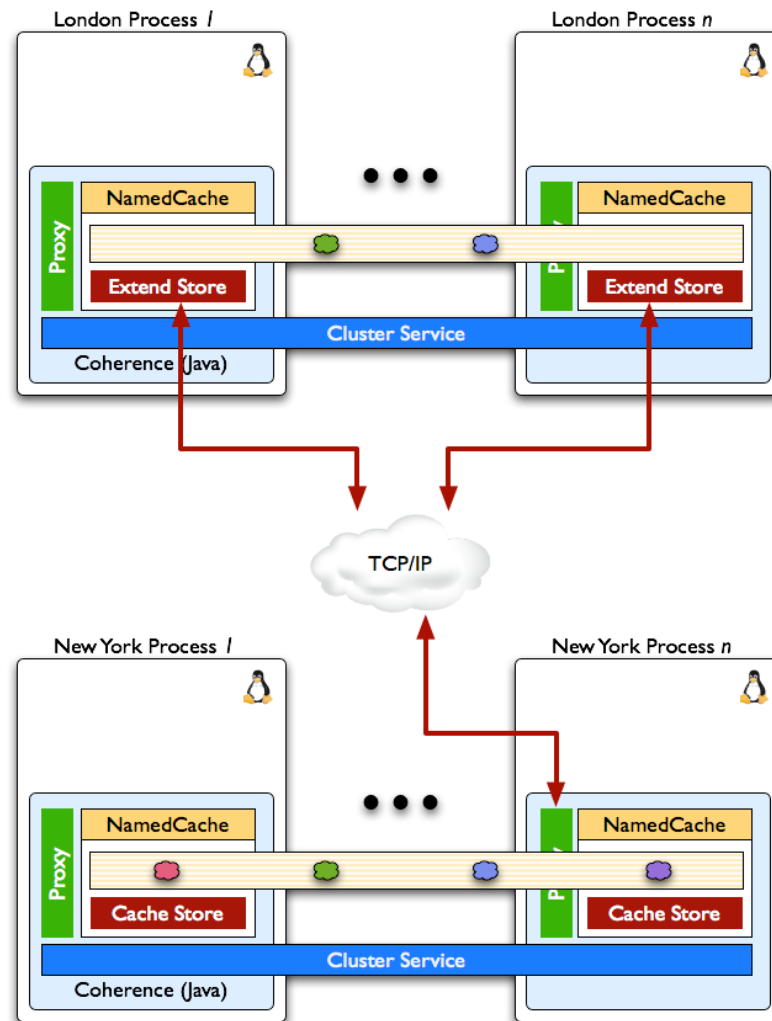 London Process 1
London Process n
Proxy
NamedCache
NamedCache
Extend Store
Extend Store
Cluster Service
Coherence (Java)
TCP/IP
New York Process 1
New York Process n
Proxy
NamedCache
NamedCache
Cache Store
Cache Store
Cluster Service
Coherence (Java)